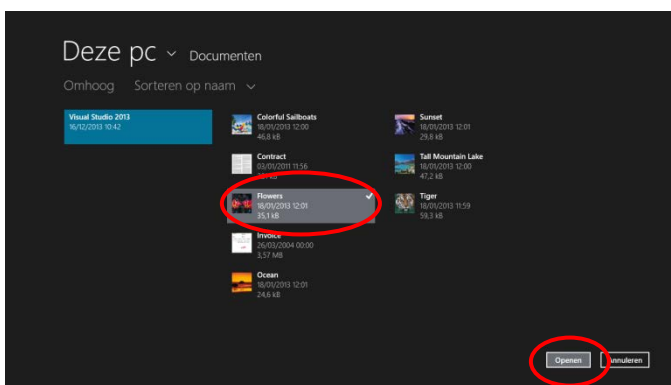 Deze pc Documenten
Omhoog Sorteren op naam
Visual Studio 2013
16/12/2013 10:42
Colorful Sailboats
18/01/2013 12:00
46,8 kB
Contract
03/01/2011 11:56
kB
Flowers
18/01/2013 12:01
35,1 kB
Invoice
26/03/2004 00:00
3,57 MB
Ocean
18/01/2013 12:01
24,6 kB
Sunset
18/01/2013 12:01
29,8 kB
Tall Mountain Lake
18/01/2013 12:00
47,2 kB
Tiger
18/01/2013 11:59
59,3 kB
Openen Annuleren